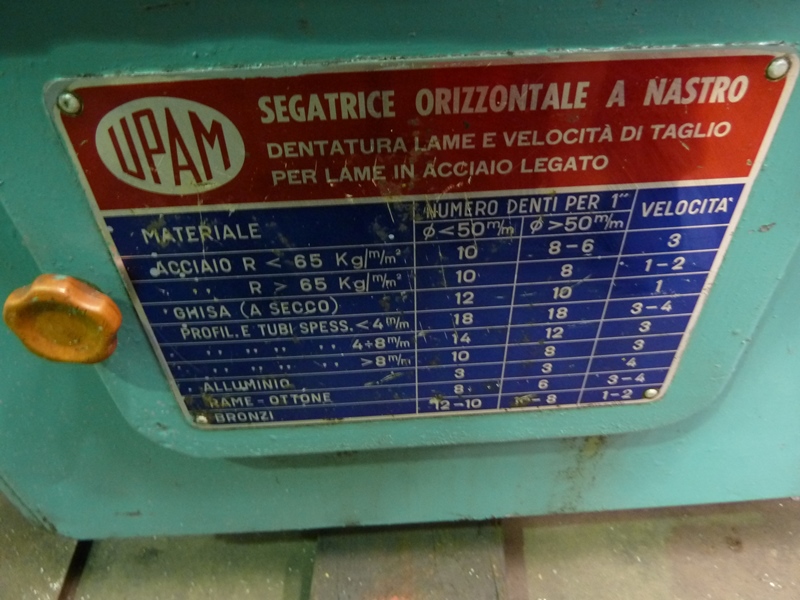 UPAM
SEGATRICE ORIZZONTALE A NASTRO
DENTATURA LAME E VELOCITÀ DI TAGLIO
PER LAME IN ACCIAIO LEGATO
MATERIALE NUMERO DENTI PER 1" VELOCITA'
ϕ<50m/m ϕ>50m/m
ACCIAIO R < 65 Kg/m/m² 10 8-6 3
" " R > 65 Kg/m/m² 10 8 1-2
GHISA (A SECCO) 12 10 1
PROFIL. E TUBI SPESS. <4m/m 18 18 3-4
" " " " 4÷8m/m 14 12 3
" " " " >8m/m 10 8 3
ALLUMINIO 3 3 4
RAME-OTTONE 8 6 3-4
BRONZI 12-10 10-8 1-2